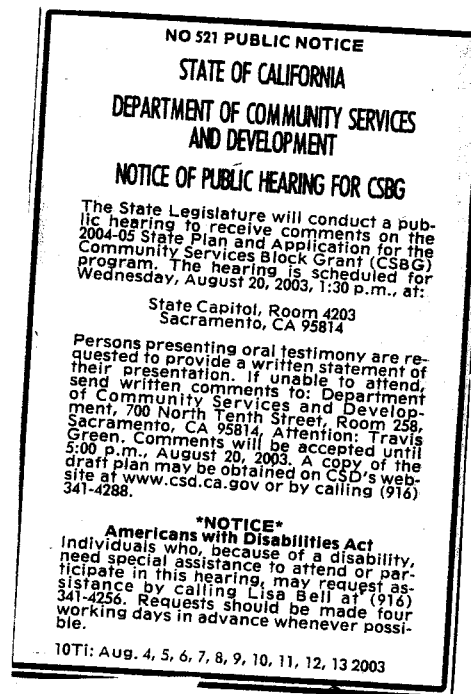 NO 521 PUBLIC NOTICE
STATE OF CALIFORNIA
DEPARTMENT OF COMMUNITY SERVICES
AND DEVELOPMENT
NOTICE OF PUBLIC HEARING FOR CSBG
The State Legislature will conduct a pub-
lic hearing to receive comments on the
2004-05 State Plan and Application for the
Community Services Block Grant (CSBG)
program. The hearing is scheduled for
Wednesday, August 20, 2003, 1:30 p.m., at:
State Capitol, Room 4203
Sacramento, CA 95814
Persons presenting oral testimony are re-
quested to provide a written statement of
their presentation. If unable to attend,
send written comments to: Department
of Community Services and Develop-
ment, 700 North Tenth Street, Room 258,
Sacramento, CA 95814, Attention: Travis
Green. Comments will be accepted until
5:00 p.m., August 20, 2003. A copy of the
draft plan may be obtained on CSD's web-
site at www.csd.ca.gov or by calling (916)
341-4288.
*NOTICE*
Americans with Disabilities Act
Individuals who, because of a disability,
need special assistance to attend or par-
ticipate in this hearing, may request as-
sistance by calling Lisa Bell at (916)
341-4256. Requests should be made four
working days in advance whenever possi-
ble.
10Ti: Aug. 4, 5, 6, 7, 8, 9, 10, 11, 12, 13 2003